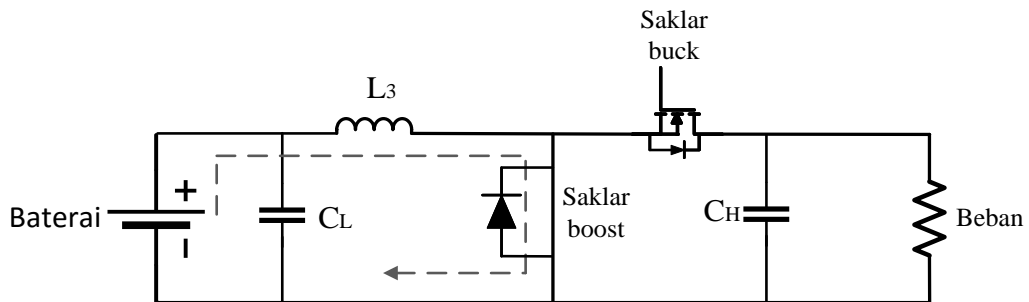 Saklar
buck
L3
+
Baterai
CL
Saklar
boost
CH
Beban